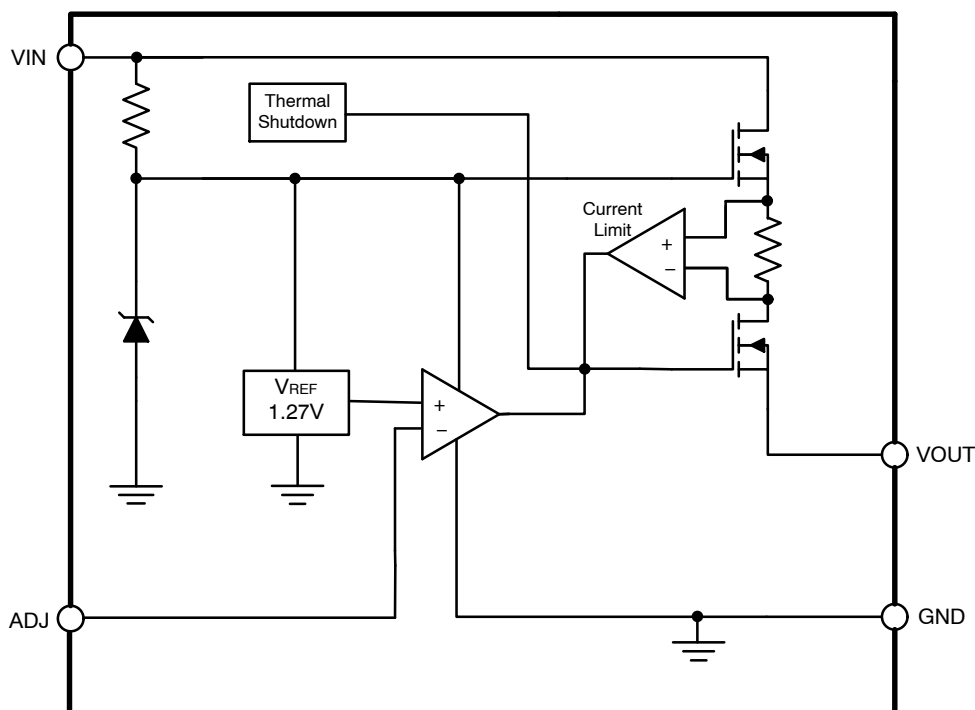 VIN
Thermal
Shutdown
Current
Limit
+
−
VREF
1.27V
+
−
VOUT
ADJ
GND